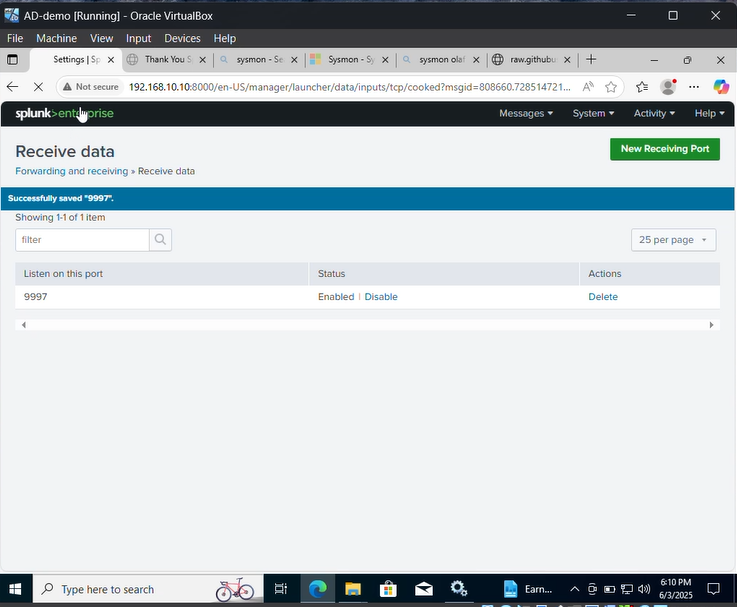 AD-demo [Running] - Oracle VirtualBox
File Machine View Input Devices Help
Settings | Sp
Thank You S
sysmon - Se
Sysmon - Sy
sysmon olaf
raw.githubu
Not secure 192.168.10.10:8000/en-US/manager/launcher/data/inputs/tcp/cooked?msgid=808660.728514721...
splunk>enterprise Messages System Activity Help
Receive data
New Receiving Port
Forwarding and receiving » Receive data
Successfully saved "9997".
Showing 1-1 of 1 item
filter
25 per page
Listen on this port Status Actions
9997 Enabled | Disable Delete
Type here to search
Earn...
6:10 PM
6/3/2025